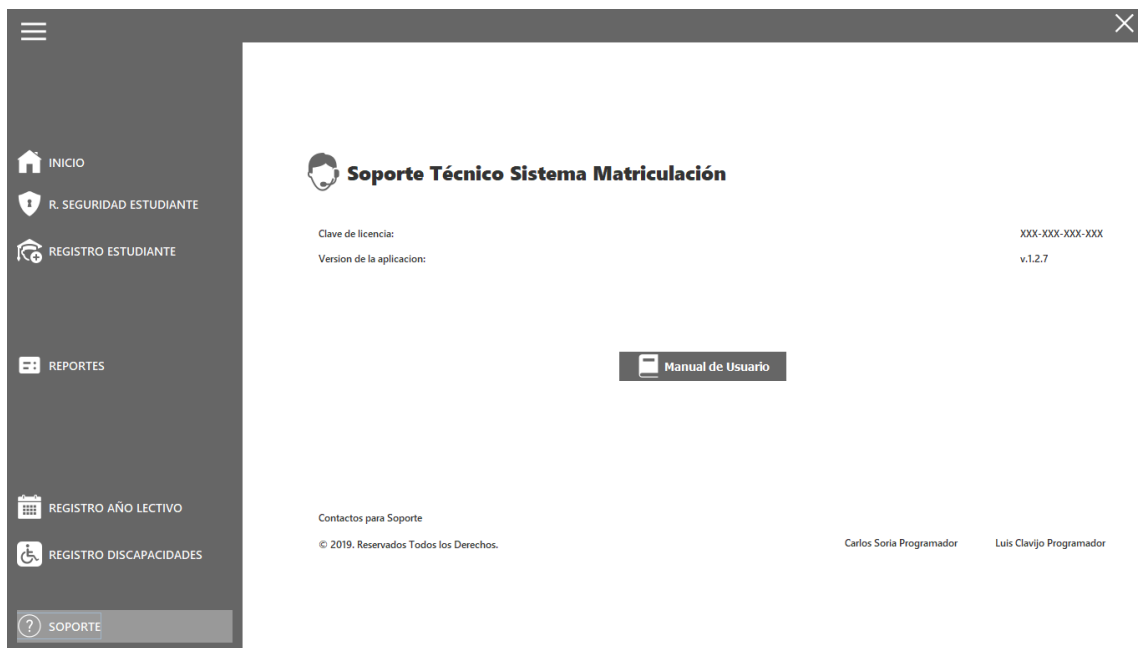 INICIO
R. SEGURIDAD ESTUDIANTE
REGISTRO ESTUDIANTE
REPORTES
REGISTRO AÑO LECTIVO
REGISTRO DISCAPACIDADES
SOPORTE
Soporte Técnico Sistema Matriculación
Clave de licencia: XXX-XXX-XXX-XXX
Version de la aplicacion: v.1.2.7
Manual de Usuario
Contactos para Soporte
© 2019. Reservados Todos los Derechos. Carlos Soria Programador Luis Clavijo Programador